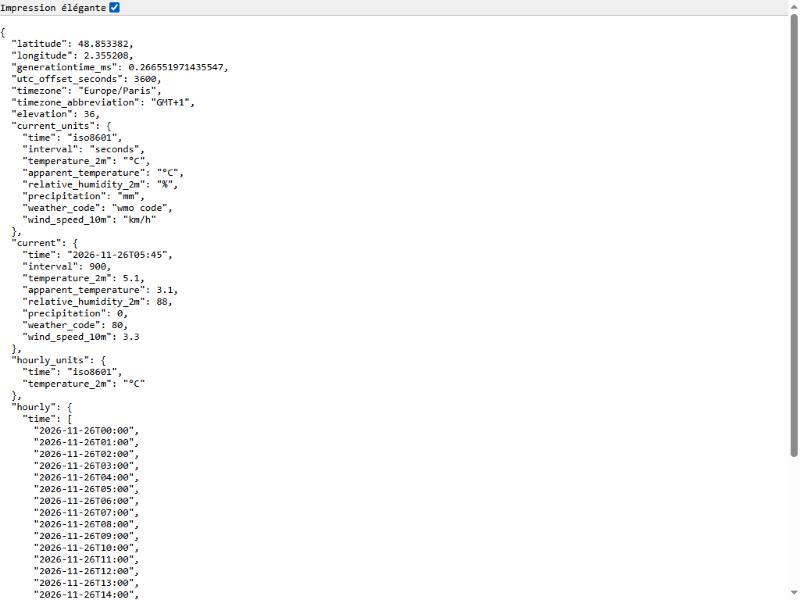 Impression élégante
{
  "latitude": 48.853382,
  "longitude": 2.355208,
  "generationtime_ms": 0.266551971435547,
  "utc_offset_seconds": 3600,
  "timezone": "Europe/Paris",
  "timezone_abbreviation": "GMT+1",
  "elevation": 36,
  "current_units": {
    "time": "iso8601",
    "interval": "seconds",
    "temperature_2m": "°C",
    "apparent_temperature": "°C",
    "relative_humidity_2m": "%",
    "precipitation": "mm",
    "weather_code": "wmo code",
    "wind_speed_10m": "km/h"
  },
  "current": {
    "time": "2026-11-26T05:45",
    "interval": 900,
    "temperature_2m": 5.1,
    "apparent_temperature": 3.1,
    "relative_humidity_2m": 88,
    "precipitation": 0,
    "weather_code": 80,
    "wind_speed_10m": 3.3
  },
  "hourly_units": {
    "time": "iso8601",
    "temperature_2m": "°C"
  },
  "hourly": {
    "time": [
      "2026-11-26T00:00",
      "2026-11-26T01:00",
      "2026-11-26T02:00",
      "2026-11-26T03:00",
      "2026-11-26T04:00",
      "2026-11-26T05:00",
      "2026-11-26T06:00",
      "2026-11-26T07:00",
      "2026-11-26T08:00",
      "2026-11-26T09:00",
      "2026-11-26T10:00",
      "2026-11-26T11:00",
      "2026-11-26T12:00",
      "2026-11-26T13:00",
      "2026-11-26T14:00",